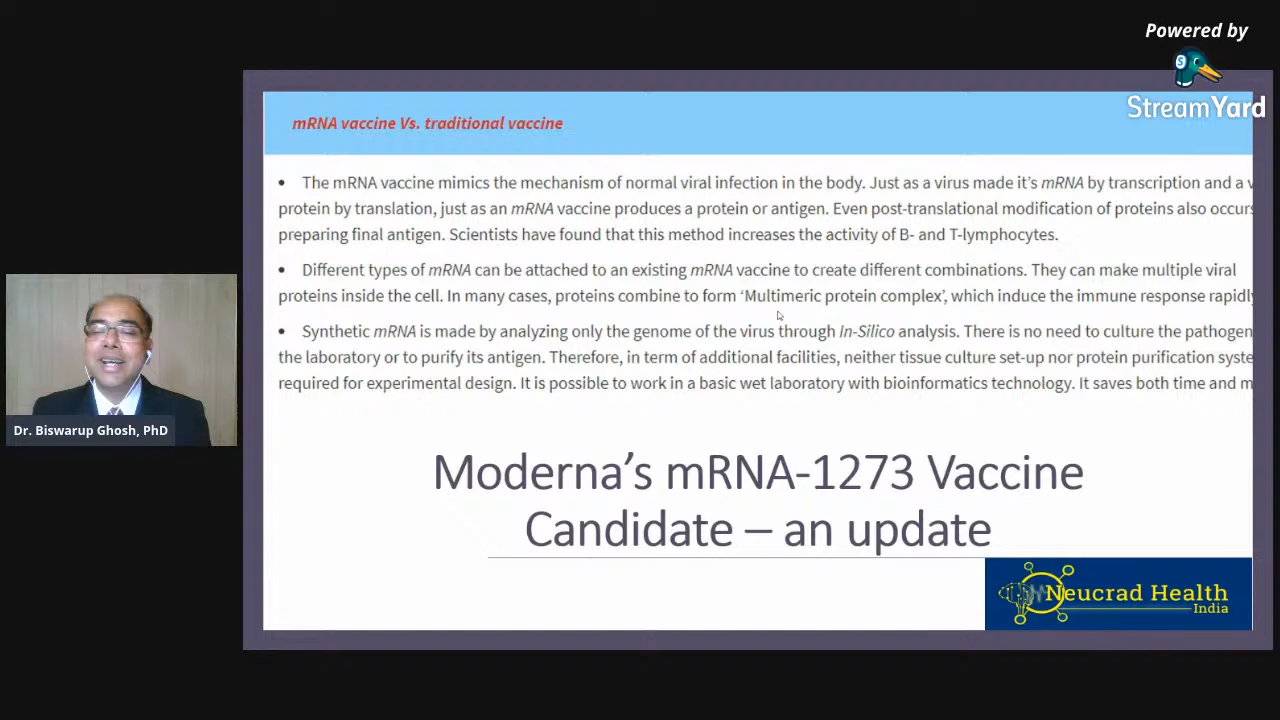 Powered by
StreamYard
mRNA vaccine Vs. traditional vaccine
• The mRNA vaccine mimics the mechanism of normal viral infection in the body. Just as a virus made it's mRNA by transcription and a
protein by translation, just as an mRNA vaccine produces a protein or antigen. Even post-translational modification of proteins also occurs
preparing final antigen. Scientists have found that this method increases the activity of B- and T-lymphocytes.
• Different types of mRNA can be attached to an existing mRNA vaccine to create different combinations. They can make multiple viral
proteins inside the cell. In many cases, proteins combine to form 'Multimeric protein complex', which induce the immune response rapidly
• Synthetic mRNA is made by analyzing only the genome of the virus through In-Silico analysis. There is no need to culture the pathogen
the laboratory or to purify its antigen. Therefore, in term of additional facilities, neither tissue culture set-up nor protein purification
required for experimental design. It is possible to work in a basic wet laboratory with bioinformatics technology. It saves both time and
Dr. Biswarup Ghosh, PhD
Moderna's mRNA-1273 Vaccine
Candidate – an update
Neucrad Health
India